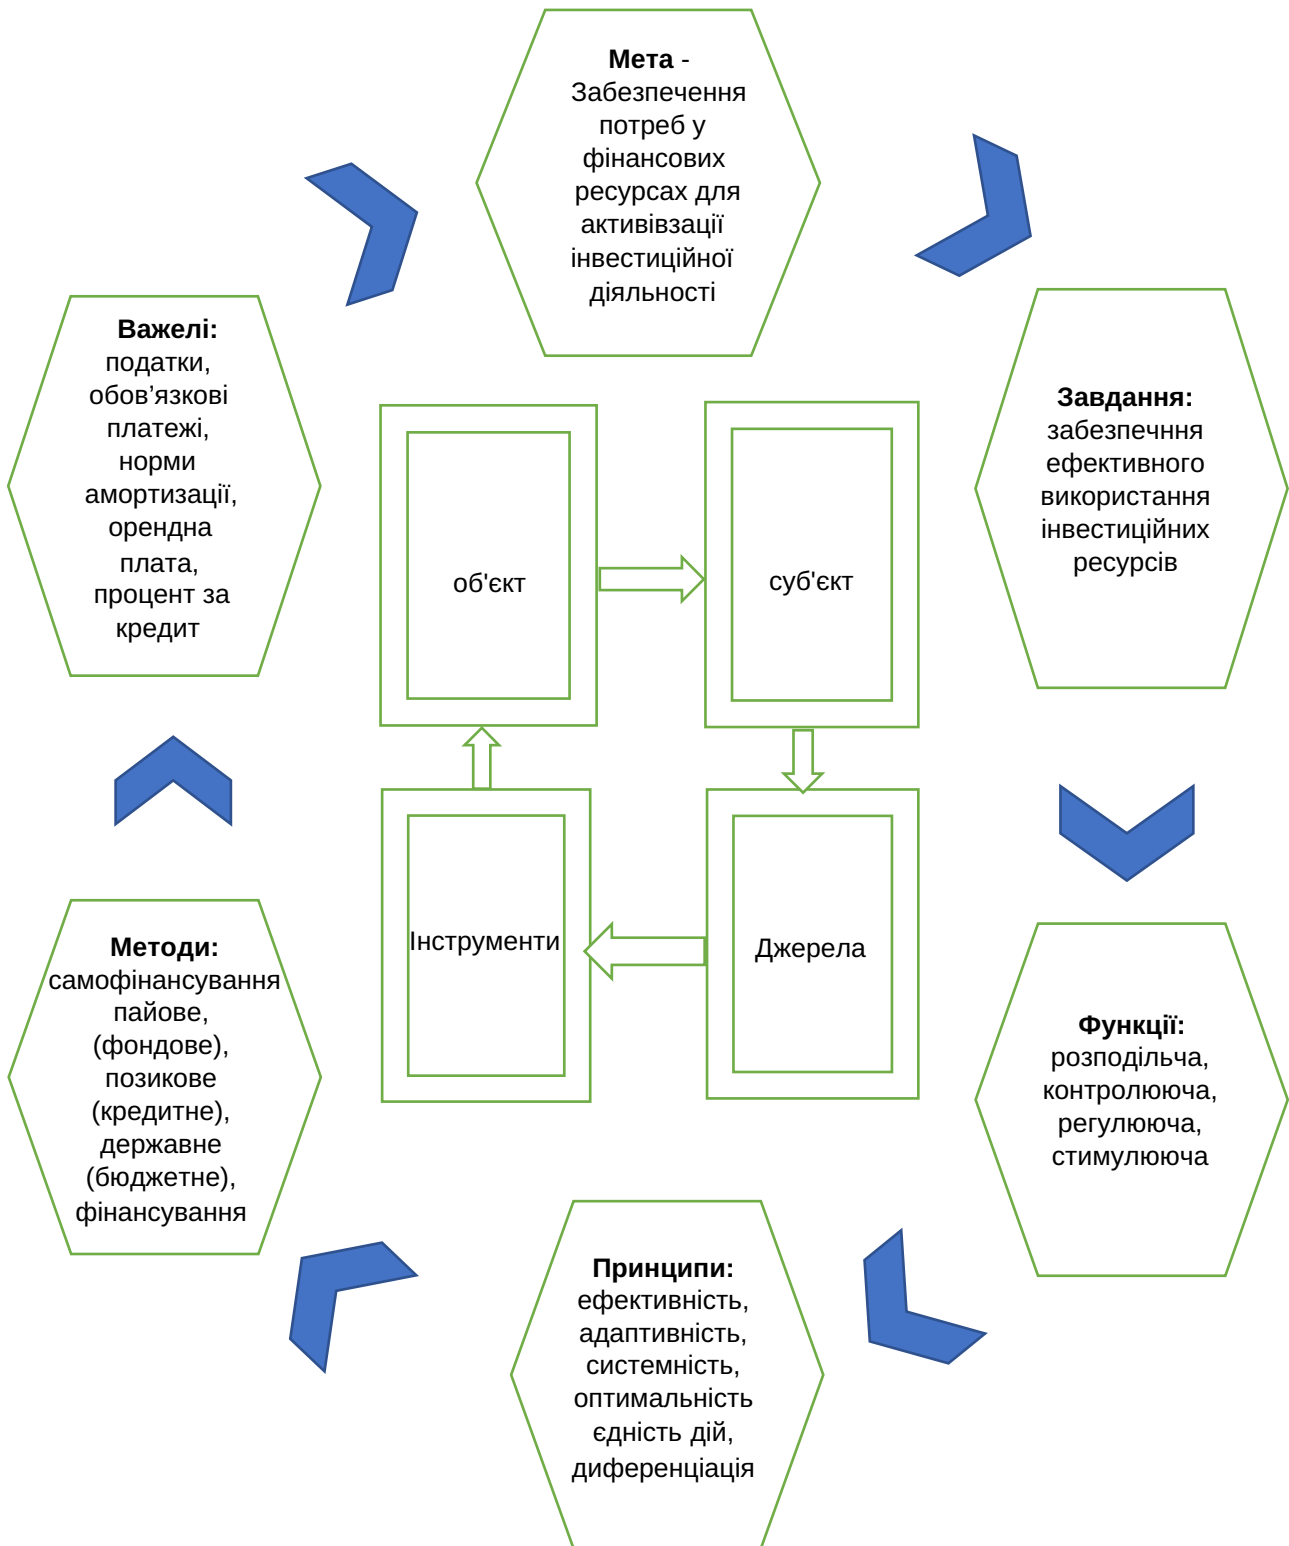 Мета -
Забезпечення
потреб у
фінансових
ресурсах для
активівзації
інвестиційної
діяльності
Важелі:
податки,
обов’язкові
платежі,
норми
амортизації,
орендна
плата,
процент за
кредит
Завдання:
забезпечння
ефективного
використання
інвестиційних
ресурсів
об'єкт
суб'єкт
Інструменти
Джерела
Методи:
самофінансування
пайове,
(фондове),
позикове
(кредитне),
державне
(бюджетне),
фінансування
Функції:
розподільча,
контролююча,
регулююча,
стимулююча
Принципи:
ефективність,
адаптивність,
системність,
оптимальність
єдність дій,
диференціація